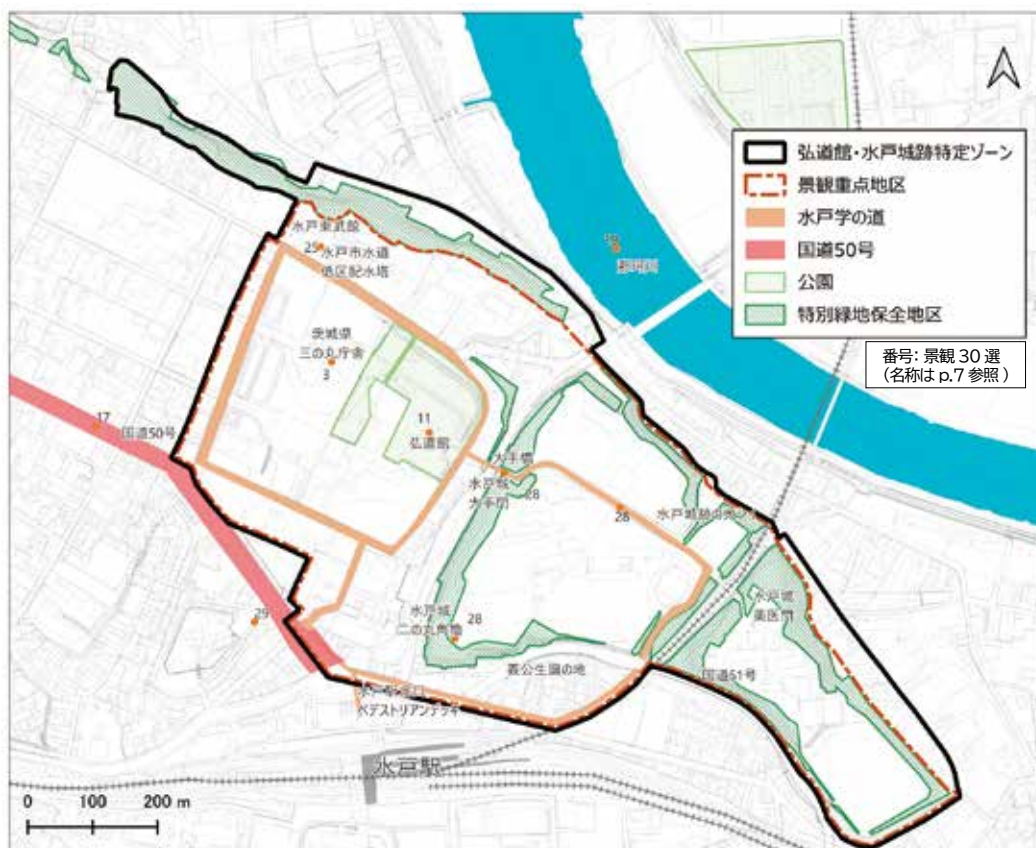 弘道館・水戸城跡特定ゾーン
景観重点地区
水戸学の道
国道50号
公園
特別緑地保全地区
番号：景観 30 選
（名称は p.7 参照 ）
水戸東武館
25
水戸市水道
低区配水塔
茨城県
三の丸庁舎
3
11
弘道館
17
国道50号
大手橋
水戸城
大手門
28
28
水戸城
二の丸角櫓
28
義公生誕の地
水戸城
薬医門
国道51号
29
ペデストリアンデッキ
水戸駅
0 100 200 m